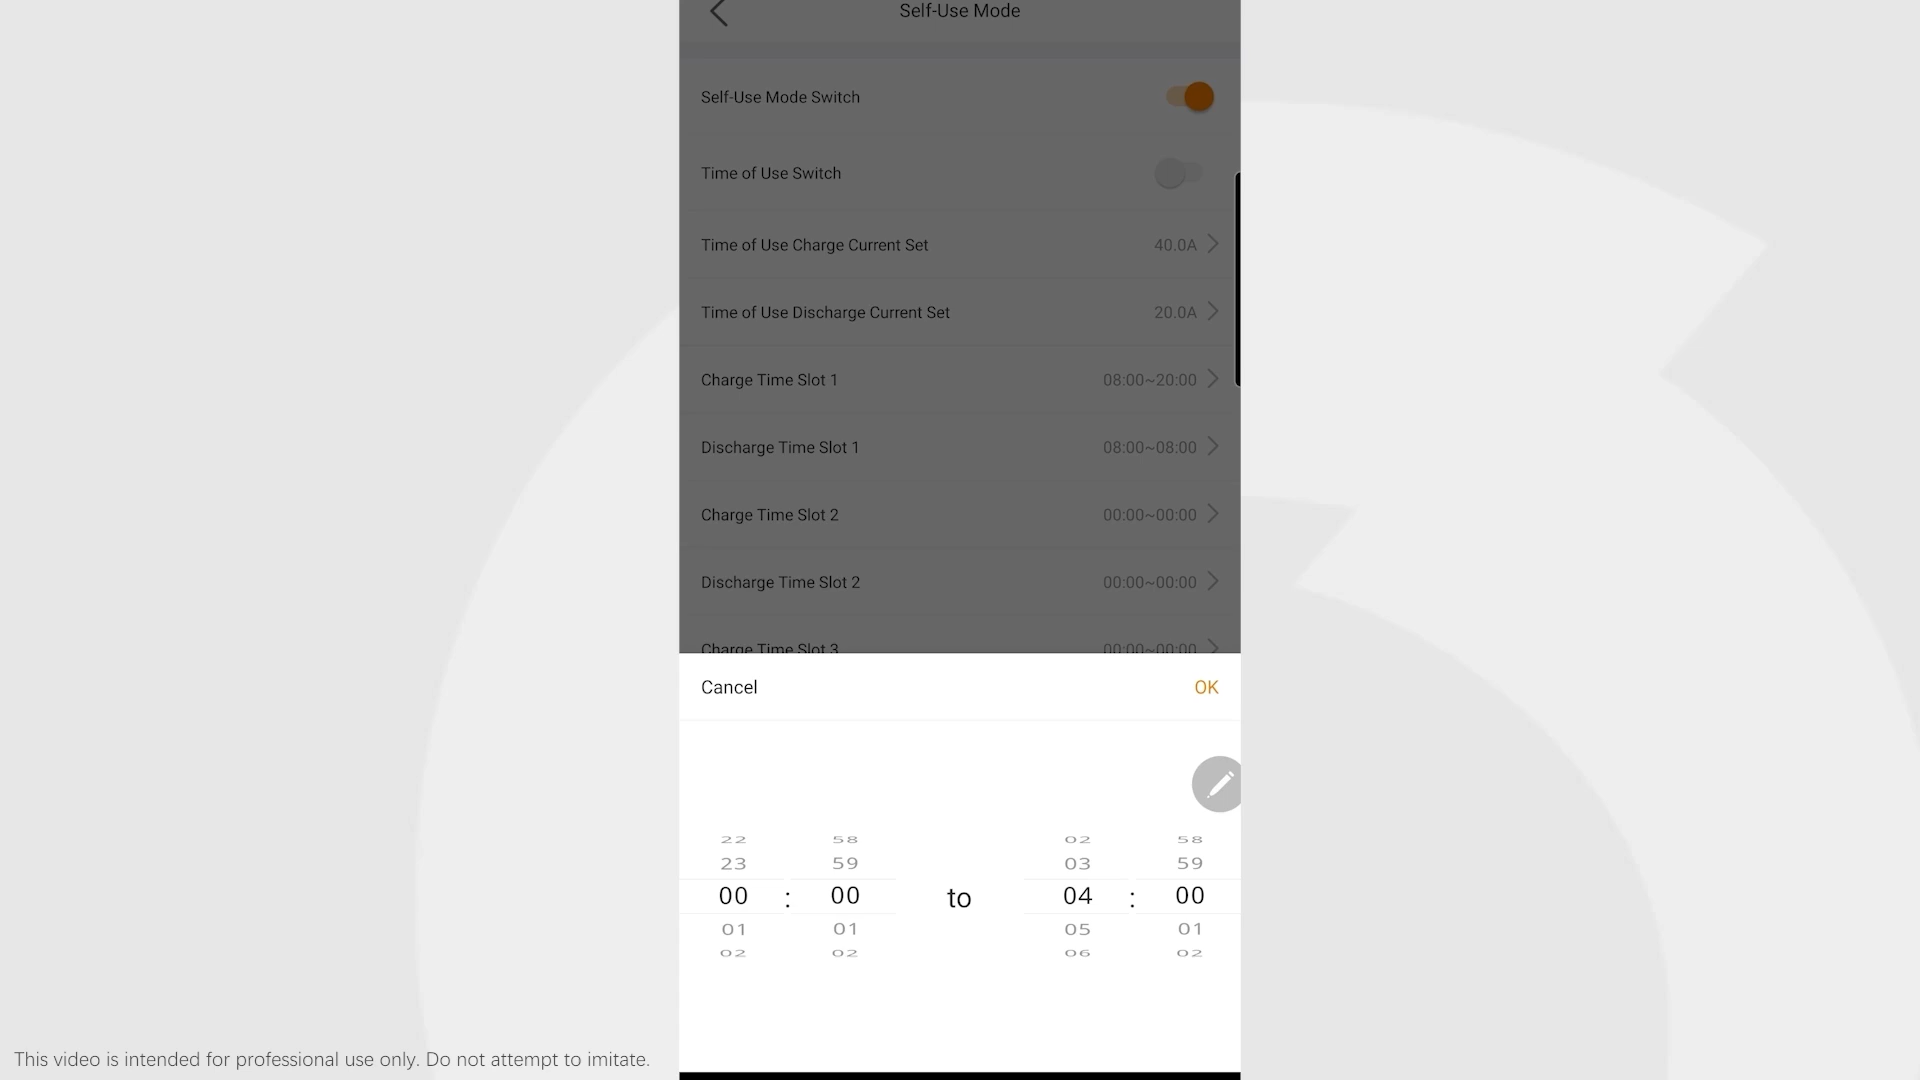 Self-Use Mode
Self-Use Mode Switch
Time of Use Switch
Time of Use Charge Current Set 40.0A
Time of Use Discharge Current Set 20.0A
Charge Time Slot 1 08:00~20:00
Discharge Time Slot 1 08:00~08:00
Charge Time Slot 2 00:00~00:00
Discharge Time Slot 2 00:00~00:00
Charge Time Slot 3 00:00~00:00
Cancel OK
22 58 02 58
23 59 03 59
00 : 00 to 04 : 00
01 01 05 01
02 02 06 02
This video is intended for professional use only. Do not attempt to imitate.